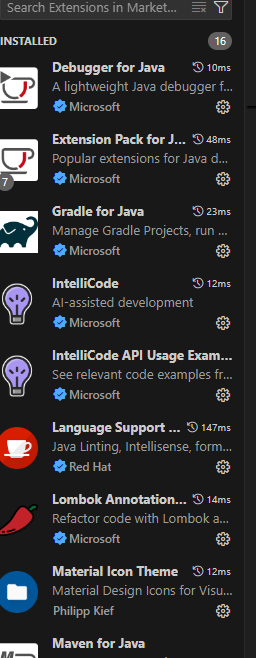 Search Extensions in Market...
INSTALLED 16
Debugger for Java 10ms
A lightweight Java debugger f...
Microsoft
Extension Pack for J... 48ms
Popular extensions for Java d...
7 Microsoft
Gradle for Java 23ms
Manage Gradle Projects, run ...
Microsoft
IntelliCode 12ms
AI-assisted development
Microsoft
IntelliCode API Usage Exam...
See relevant code examples fr...
Microsoft
Language Support ... 147ms
Java Linting, Intellisense, form...
Red Hat
Lombok Annotation... 14ms
Refactor code with Lombok a...
Microsoft
Material Icon Theme 12ms
Material Design Icons for Visu...
Philipp Kief
Maven for Java